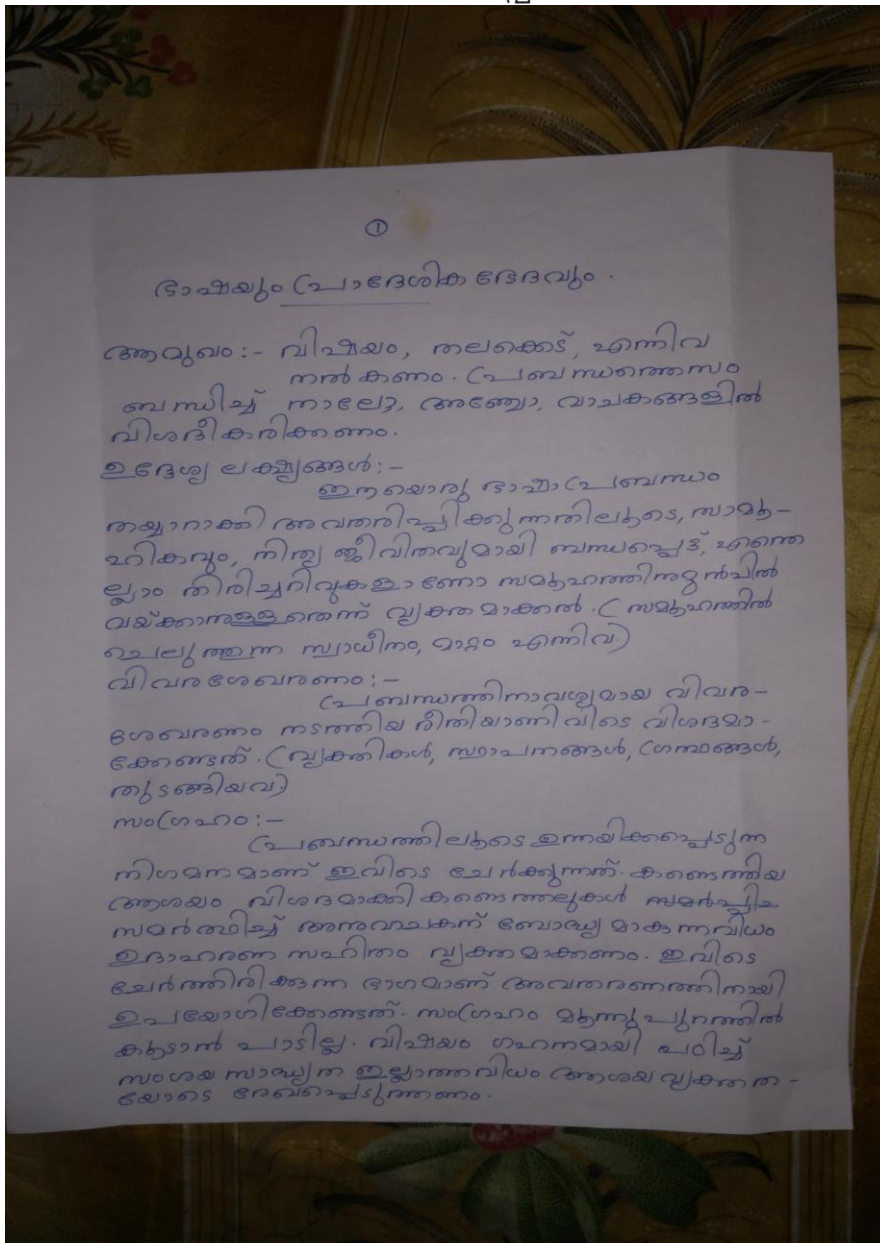 ①
ഭാഷയും പ്രാദേശിക ഭേദവും.
ആമുഖം:- വിഷയം, തലക്കെട്ട്, എന്നിവ
നൽകണം. പ്രബന്ധത്തെസം
ബന്ധിച്ച് നാലോ, അഞ്ചോ, വാചകങ്ങളിൽ
വിശദീകരിക്കണം.
ഉദ്ദേശ്യ ലക്ഷ്യങ്ങൾ:-
ഇങ്ങനെയൊരു ഭാഷാപ്രബന്ധം
തയ്യാറാക്കി അവതരിപ്പിക്കുന്നതിലൂടെ, സാമൂ-
ഹികവും, നിത്യ ജീവിതവുമായി ബന്ധപ്പെട്ട്, എന്തെ
ല്ലാം തിരിച്ചറിവുകളാണോ സമൂഹത്തിനുമുൻപിൽ
വയ്ക്കാനുള്ളതെന്ന് വ്യക്തമാക്കൽ. (സമൂഹത്തിൽ
ചെലുത്തുന്ന സ്വാധീനം, മാറ്റം എന്നിവ.)
വിവരശേഖരണം:-
പ്രബന്ധത്തിനാവശ്യമായ വിവര-
ശേഖരണം നടത്തിയ രീതിയാണിവിടെ വിശദമാ-
ക്കേണ്ടത്. (വ്യക്തികൾ, സ്ഥാപനങ്ങൾ, ഗ്രന്ഥങ്ങൾ,
തുടങ്ങിയവ)
സംഗ്രഹം:-
പ്രബന്ധത്തിലൂടെ ഉന്നയിക്കപ്പെടുന്ന
നിഗമനമാണ് ഇവിടെ ചേർക്കുന്നത്. കണ്ടെത്തിയ
ആശയം വിശദമാക്കി കണ്ടെത്തലുകൾ സമർപ്പിച്ച
സമർത്ഥിച്ച് അനുവാചകന് ബോദ്ധ്യമാകുന്നവിധം
ഉദാഹരണ സഹിതം വ്യക്തമാക്കണം. ഇവിടെ
ചേർത്തിരിക്കുന്ന ഭാഗമാണ് അവതരണത്തിനായി
ഉപയോഗിക്കേണ്ടത്. സംഗ്രഹം മൂന്നുപുറത്തിൽ
കൂടാൻ പാടില്ല. വിഷയം ഗഹനമായി പഠിച്ച്
സംശയ സാദ്ധ്യത ഇല്ലാത്തവിധം ആശയ വ്യക്തത-
യോടെ രേഖപ്പെടുത്തണം.